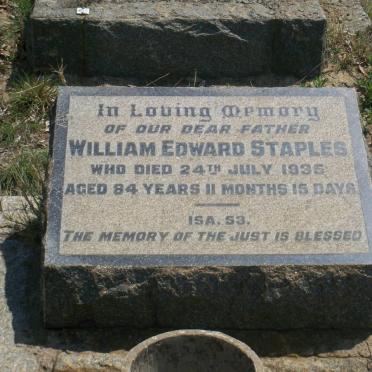 In Loving Memory
OF OUR DEAR FATHER
WILLIAM EDWARD STAPLES
WHO DIED 24TH JULY 1936
AGED 84 YEARS 11 MONTHS 15 DAYS
ISA. 53.
THE MEMORY OF THE JUST IS BLESSED